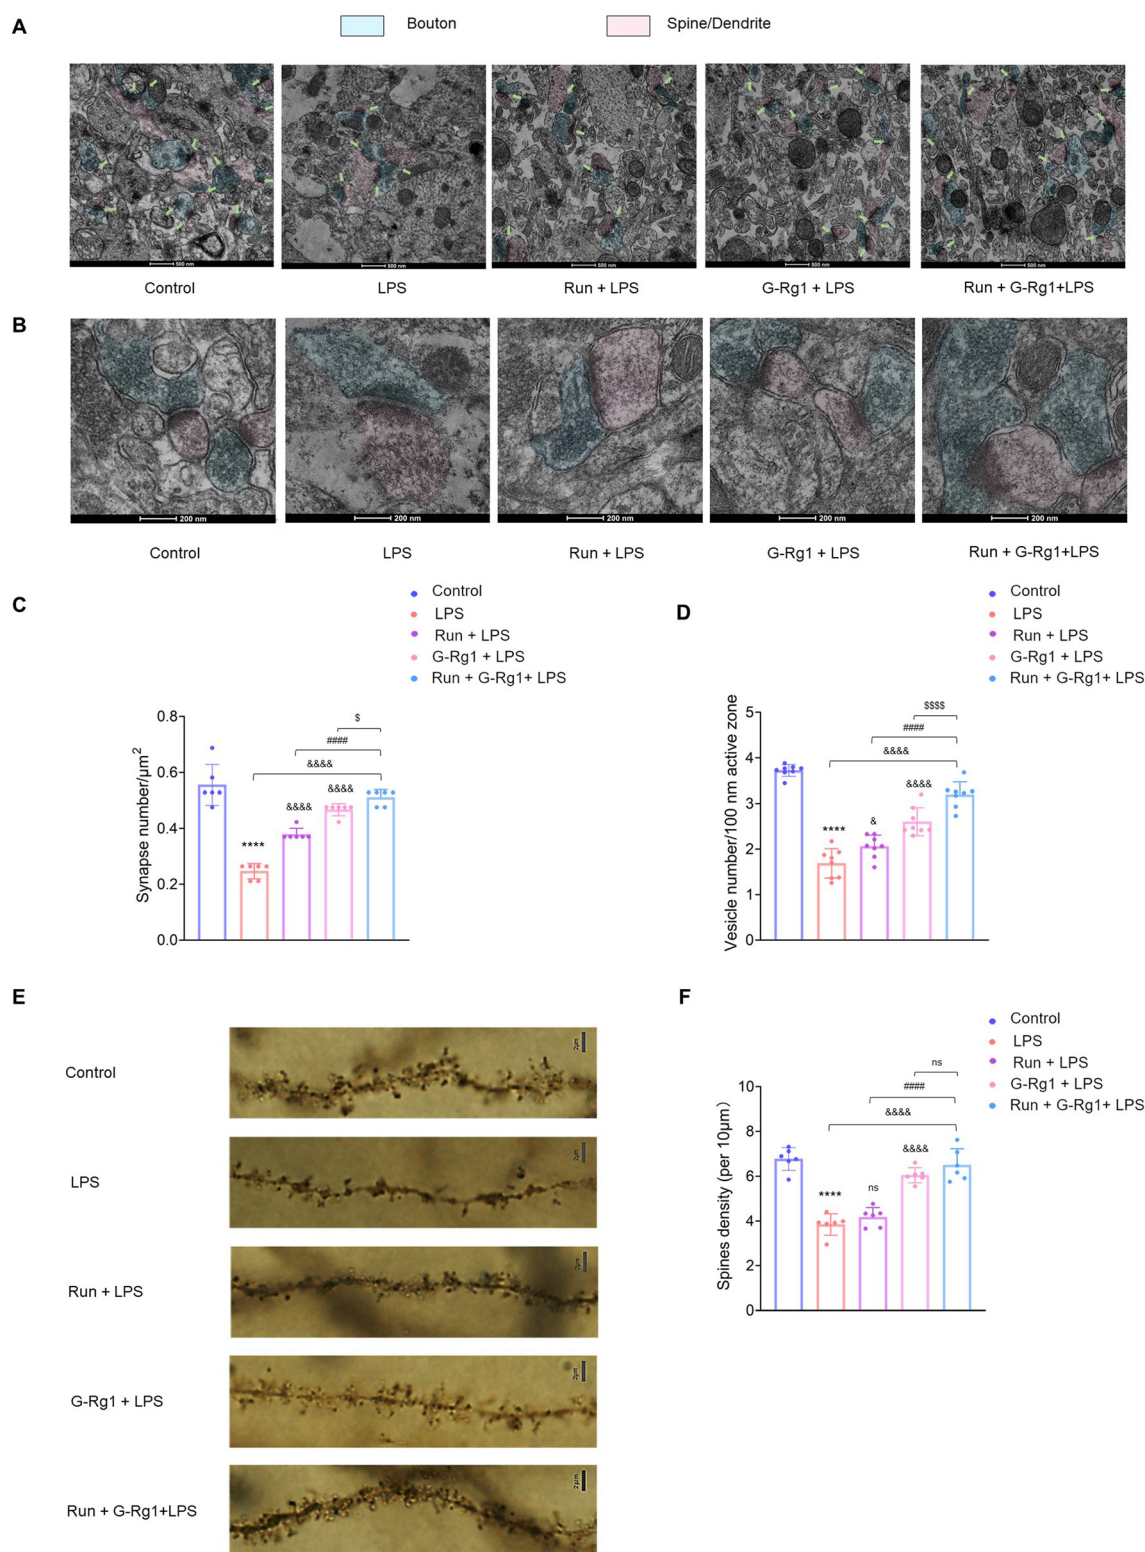 A
Bouton
Spine/Dendrite
500 nm
500 nm
500 nm
500 nm
500 nm
Control
LPS
Run + LPS
G-Rg1 + LPS
Run + G-Rg1+LPS
B
200 nm
200 nm
200 nm
200 nm
200 nm
Control
LPS
Run + LPS
G-Rg1 + LPS
Run + G-Rg1+LPS
C
Control
LPS
Run + LPS
G-Rg1 + LPS
Run + G-Rg1+ LPS
Synapse number/µm²
0.8
0.6
0.4
0.2
0.0
$
####
&&&&
&&&&
&&&&
****
D
Control
LPS
Run + LPS
G-Rg1 + LPS
Run + G-Rg1+ LPS
Vesicle number/100 nm active zone
5
4
3
2
1
0
$$$$
####
&&&&
&&&&
&
****
E
Control
2µm
LPS
2µm
Run + LPS
2µm
G-Rg1 + LPS
2µm
Run + G-Rg1+LPS
2µm
F
Control
LPS
Run + LPS
G-Rg1 + LPS
Run + G-Rg1+ LPS
Spines density (per 10µm）
10
8
6
4
2
0
ns
####
&&&&
&&&&
ns
****